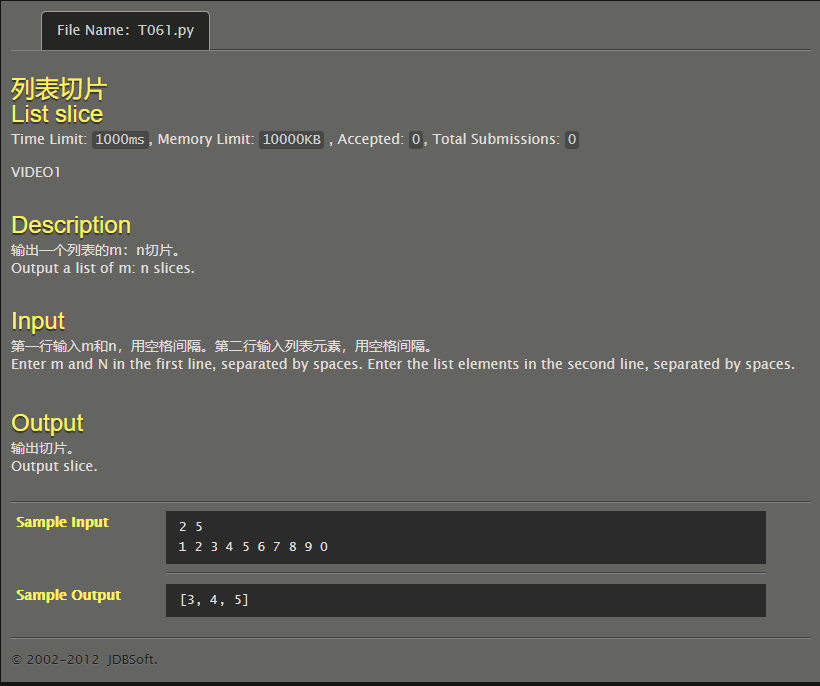 File Name: T061.py
列表切片
List slice
Time Limit: 1000ms, Memory Limit: 10000KB , Accepted: 0, Total Submissions: 0
VIDEO1
Description
输出一个列表的m：n切片。
Output a list of m: n slices.
Input
第一行输入m和n，用空格间隔。第二行输入列表元素，用空格间隔。
Enter m and N in the first line, separated by spaces. Enter the list elements in the second line, separated by spaces.
Output
输出切片。
Output slice.
Sample Input
2 5
1 2 3 4 5 6 7 8 9 0
Sample Output
[3, 4, 5]
© 2002-2012 JDBSoft.